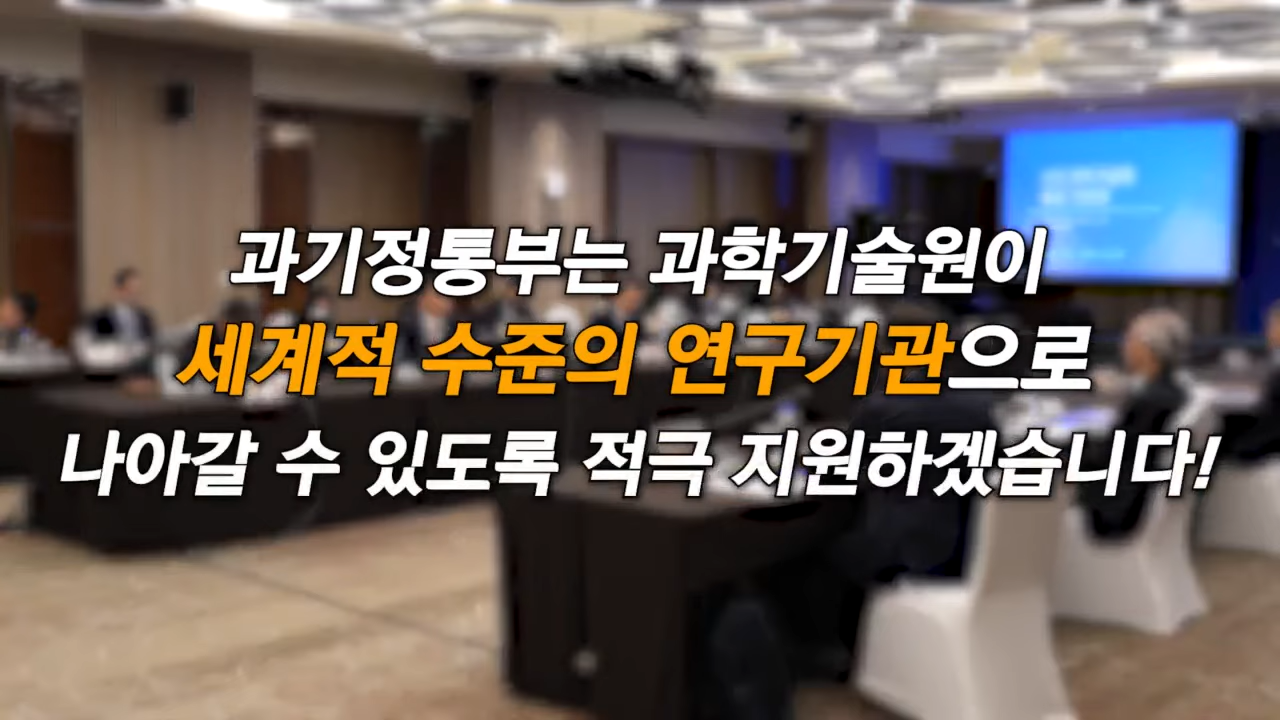 과기정통부는 과학기술원이
세계적 수준의 연구기관으로
나아갈 수 있도록 적극 지원하겠습니다!